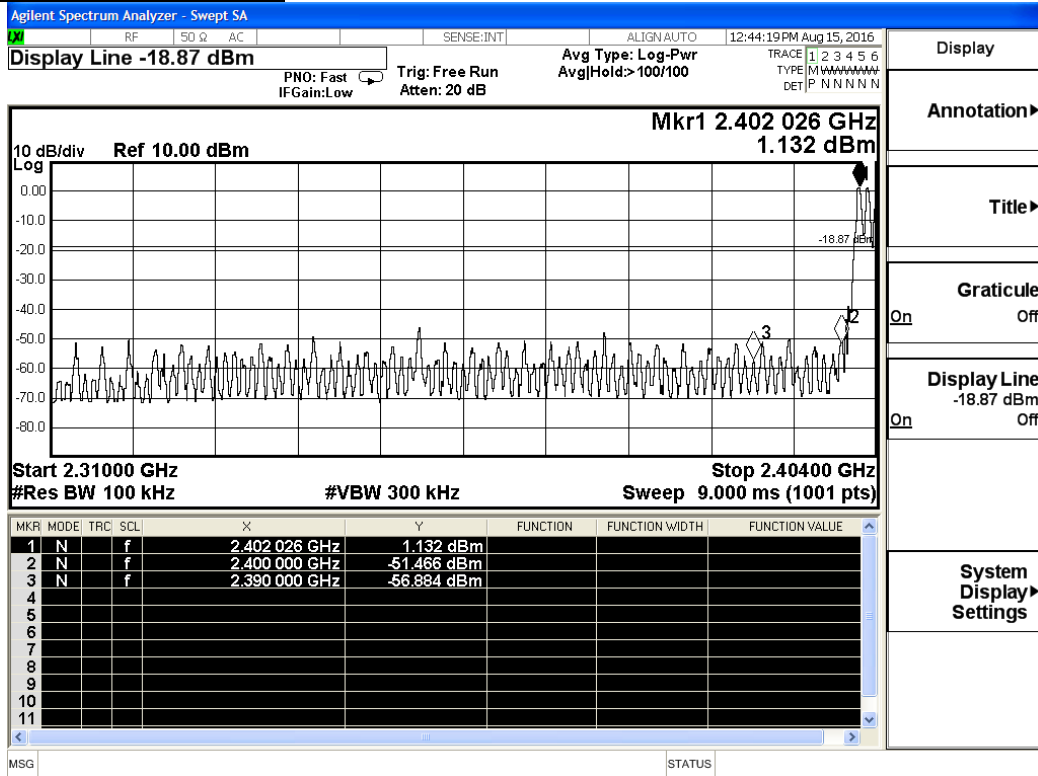 Agilent Spectrum Analyzer - Swept SA
LXI RF 50 Ω AC SENSE:INT ALIGN AUTO 12:44:19 PM Aug 15, 2016
Display Line -18.87 dBm
PNO: Fast
IFGain:Low
Trig: Free Run
Atten: 20 dB
Avg Type: Log-Pwr
Avg|Hold:>100/100
TRACE 1 2 3 4 5 6
TYPE M WWWWW
DET P N N N N N
Mkr1 2.402 026 GHz
1.132 dBm
10 dB/div Ref 10.00 dBm
Log
0.00
-10.0
-20.0
-30.0
-40.0
-50.0
-60.0
-70.0
-80.0
-18.87 dBm
2
3
Start 2.31000 GHz Stop 2.40400 GHz
#Res BW 100 kHz #VBW 300 kHz Sweep 9.000 ms (1001 pts)
MKR MODE TRC SCL X Y FUNCTION FUNCTION WIDTH FUNCTION VALUE
1 N f 2.402 026 GHz 1.132 dBm
2 N f 2.400 000 GHz -51.466 dBm
3 N f 2.390 000 GHz -56.884 dBm
4
5
6
7
8
9
10
11
MSG STATUS
Display
Annotation
Title
Graticule
On Off
Display Line
-18.87 dBm
On Off
System
Display
Settings